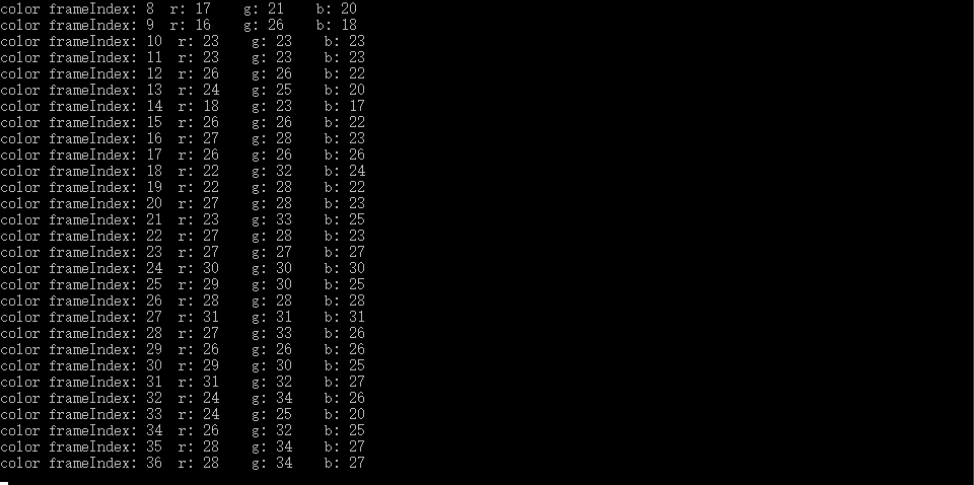 color frameIndex: 8 r: 17 g: 21 b: 20
color frameIndex: 9 r: 16 g: 26 b: 18
color frameIndex: 10 r: 23 g: 23 b: 23
color frameIndex: 11 r: 23 g: 23 b: 23
color frameIndex: 12 r: 26 g: 26 b: 22
color frameIndex: 13 r: 24 g: 25 b: 20
color frameIndex: 14 r: 18 g: 23 b: 17
color frameIndex: 15 r: 26 g: 26 b: 22
color frameIndex: 16 r: 27 g: 28 b: 23
color frameIndex: 17 r: 26 g: 26 b: 26
color frameIndex: 18 r: 22 g: 32 b: 24
color frameIndex: 19 r: 22 g: 28 b: 22
color frameIndex: 20 r: 27 g: 28 b: 23
color frameIndex: 21 r: 23 g: 33 b: 25
color frameIndex: 22 r: 27 g: 28 b: 23
color frameIndex: 23 r: 27 g: 27 b: 27
color frameIndex: 24 r: 30 g: 30 b: 30
color frameIndex: 25 r: 29 g: 30 b: 25
color frameIndex: 26 r: 28 g: 28 b: 28
color frameIndex: 27 r: 31 g: 31 b: 31
color frameIndex: 28 r: 27 g: 33 b: 26
color frameIndex: 29 r: 26 g: 26 b: 26
color frameIndex: 30 r: 29 g: 30 b: 25
color frameIndex: 31 r: 31 g: 32 b: 27
color frameIndex: 32 r: 24 g: 34 b: 26
color frameIndex: 33 r: 24 g: 25 b: 20
color frameIndex: 34 r: 26 g: 32 b: 25
color frameIndex: 35 r: 28 g: 34 b: 27
color frameIndex: 36 r: 28 g: 34 b: 27